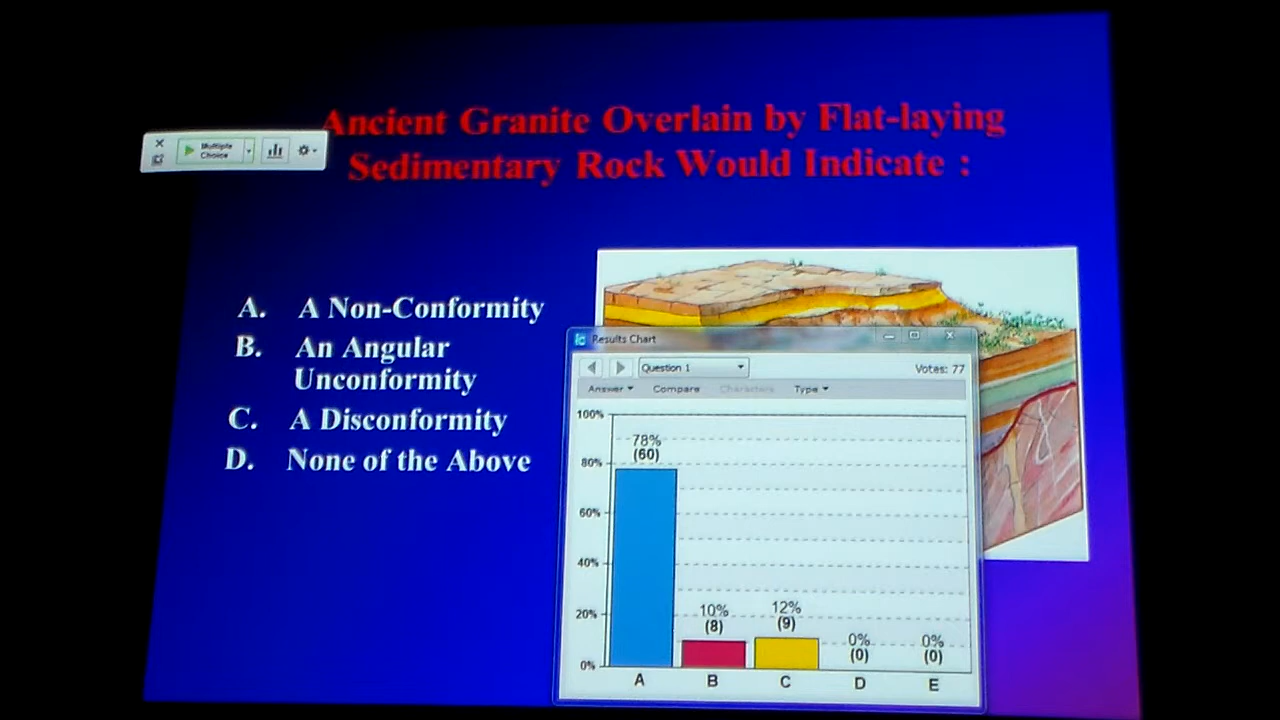 Ancient Granite Overlain by Flat-laying
Sedimentary Rock Would Indicate :
Multiple
Choice
A. A Non-Conformity
B. An Angular
Unconformity
C. A Disconformity
D. None of the Above
Results Chart
Question 1
Votes: 77
Answer Compare Characters Type
100%
80%
60%
40%
20%
0%
78%
(60)
10%
(8)
12%
(9)
0%
(0)
0%
(0)
A B C D E